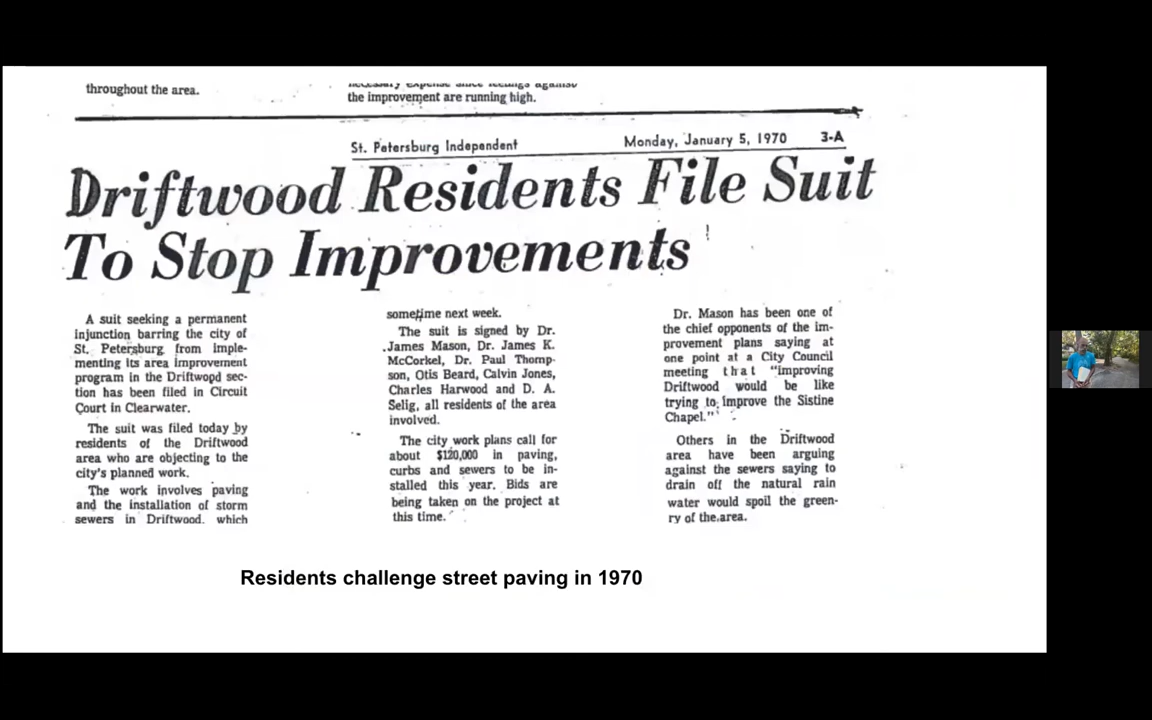 throughout the area.
necessary expense since feelings against
the improvement are running high.
St. Petersburg Independent Monday, January 5, 1970 3-A
Driftwood Residents File Suit
To Stop Improvements
A suit seeking a permanent
injunction barring the city of
St. Petersburg from imple-
menting its area improvement
program in the Driftwood sec-
tion has been filed in Circuit
Court in Clearwater.
The suit was filed today by
residents of the Driftwood
area who are objecting to the
city's planned work.
The work involves paving
and the installation of storm
sewers in Driftwood, which
sometime next week.
The suit is signed by Dr.
James Mason, Dr. James K.
McCorkel, Dr. Paul Thomp-
son, Otis Beard, Calvin Jones,
Charles Harwood and D. A.
Selig, all residents of the area
involved.
The city work plans call for
about $120,000 in paving,
curbs and sewers to be in-
stalled this year. Bids are
being taken on the project at
this time.
Dr. Mason has been one of
the chief opponents of the im-
provement plans saying at
one point at a City Council
meeting that "improving
Driftwood would be like
trying to improve the Sistine
Chapel."
Others in the Driftwood
area have been arguing
against the sewers saying to
drain off the natural rain
water would spoil the green-
ry of the area.
Residents challenge street paving in 1970